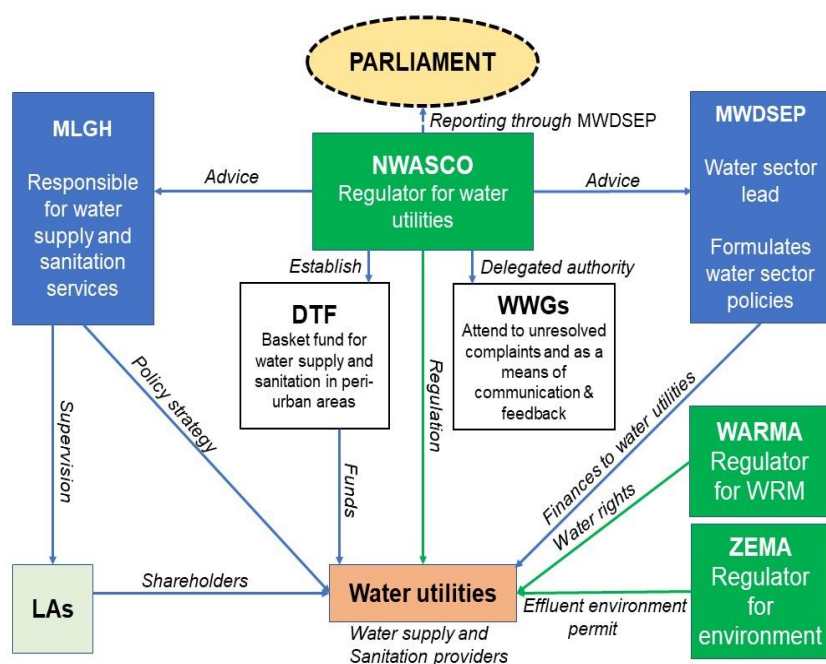 PARLIAMENT
Reporting through MWDSEP
MLGH
Responsible
for water
supply and
sanitation
services
Advice
NWASCO
Regulator for water
utilities
Advice
MWDSEP
Water sector
lead
Formulates
water sector
policies
Establish
Delegated authority
DTF
Basket fund for
water supply and
sanitation in peri-
urban areas
WWGs
Attend to unresolved
complaints and as a
means of
communication &
feedback
Supervision
Policy strategy
Funds
Regulation
Finances to water utilities
Water rights
WARMA
Regulator
for WRM
ZEMA
Regulator
for
environment
LAs
Shareholders
Water utilities
Effluent environment
permit
Water supply and
Sanitation providers